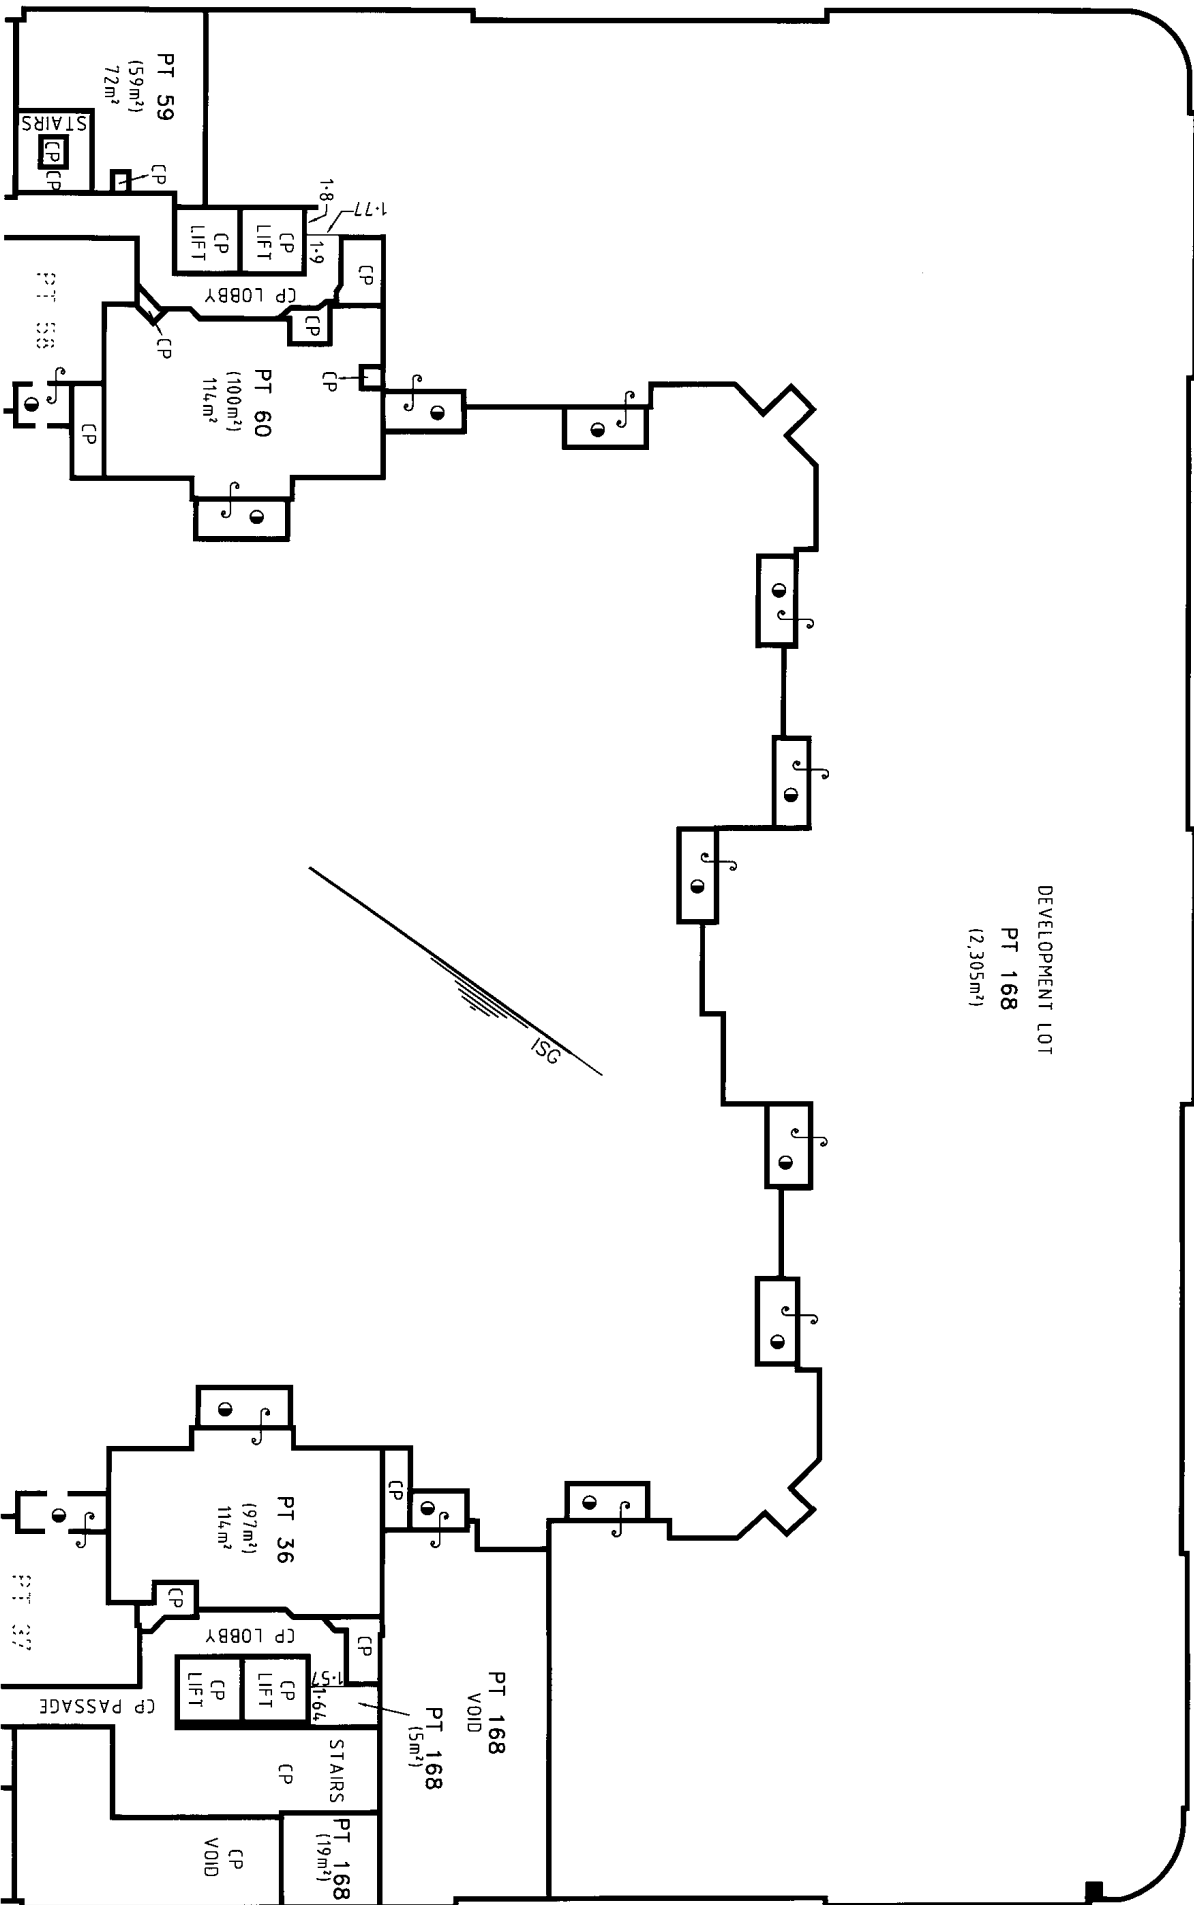 PT 59
(59m²)
72m²
STAIRS
CP
CP
CP
1·8
1·77
1·9
CP
LIFT
CP
LIFT
CP
CP LOBBY
CP
CP
PT 60
(100m²)
114m²
CP
CP
DEVELOPMENT LOT
PT 168
(2,305m²)
ISG
PT 36
(97m²)
114m²
CP
CP
PT 37
CP LOBBY
CP
CP
LIFT
CP
LIFT
1·57
1·64
CP PASSAGE
PT 168
VOID
PT 168
(5m²)
STAIRS
CP
PT 168
(19m²)
CP
VOID